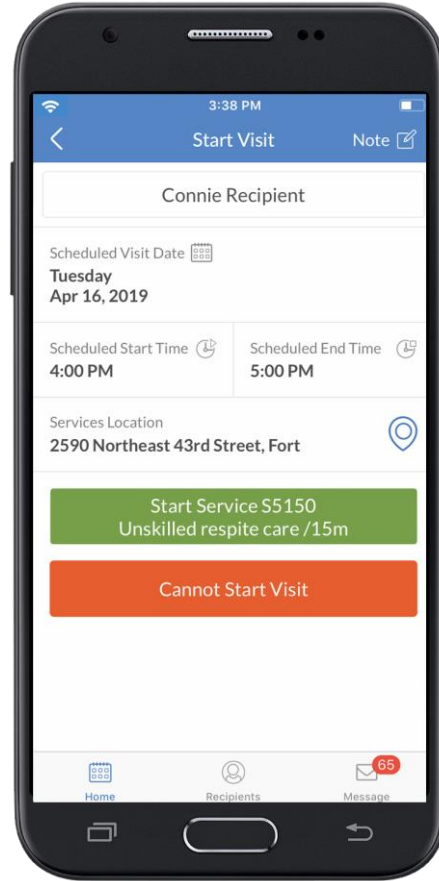 3:38 PM
Start Visit
Note
Connie Recipient
Scheduled Visit Date
Tuesday
Apr 16, 2019
Scheduled Start Time
4:00 PM
Scheduled End Time
5:00 PM
Services Location
2590 Northeast 43rd Street, Fort
Start Service S5150
Unskilled respite care /15m
Cannot Start Visit
Home
Recipients
65
Message